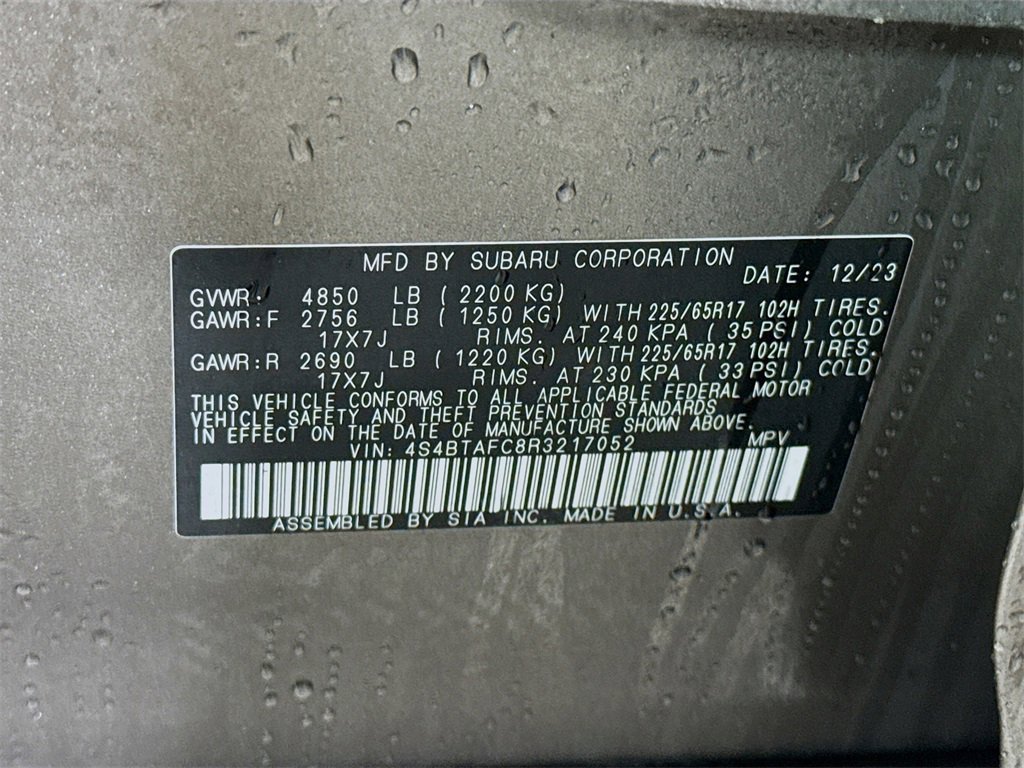 MFD BY SUBARU CORPORATION
DATE: 12/23
GVWR: 4850 LB (2200 KG)
GAWR:F 2756 LB (1250 KG) WITH 225/65R17 102H TIRES.
17X7J RIMS. AT 240 KPA (35 PSI) COLD
GAWR:R 2690 LB (1220 KG) WITH 225/65R17 102H TIRES.
17X7J RIMS. AT 230 KPA (33 PSI) COLD
THIS VEHICLE CONFORMS TO ALL APPLICABLE FEDERAL MOTOR
VEHICLE SAFETY AND THEFT PREVENTION STANDARDS
IN EFFECT ON THE DATE OF MANUFACTURE SHOWN ABOVE.
VIN: 4S4BTAFC8R3217052 MPV
ASSEMBLED BY SIA INC. MADE IN U.S.A.